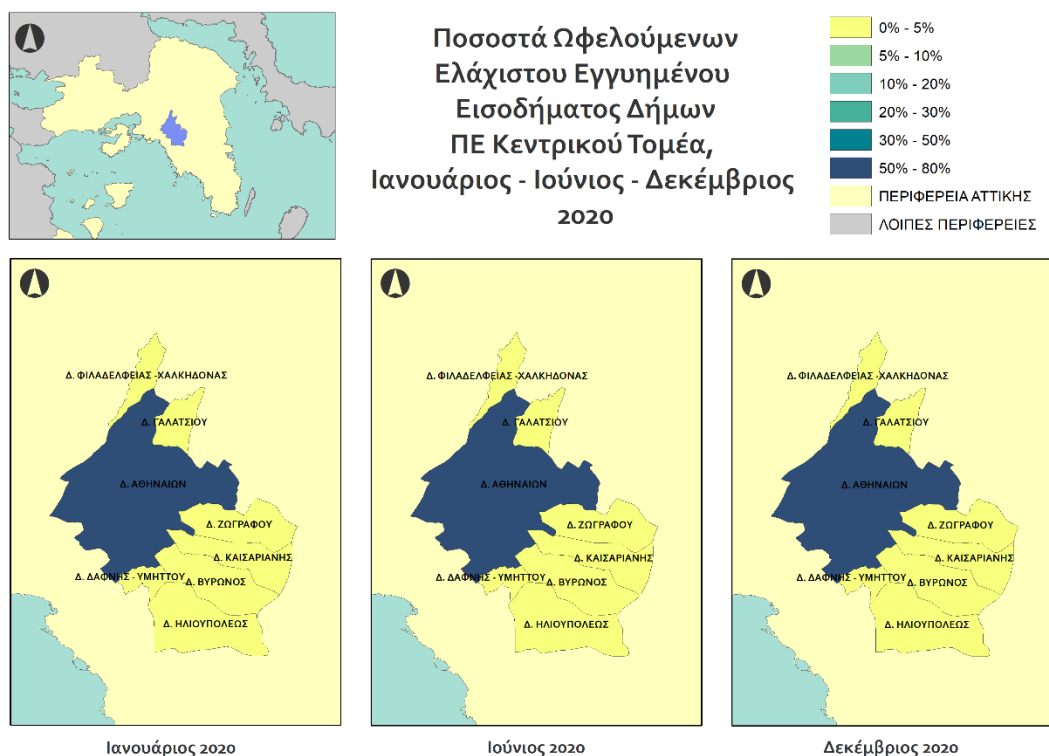 Ποσοστά Ωφελούμενων
Ελάχιστου Εγγυημένου
Εισοδήματος Δήμων
ΠΕ Κεντρικού Τομέα,
Ιανουάριος - Ιούνιος - Δεκέμβριος
2020
0% - 5%
5% - 10%
10% - 20%
20% - 30%
30% - 50%
50% - 80%
ΠΕΡΙΦΕΡΕΙΑ ΑΤΤΙΚΗΣ
ΛΟΙΠΕΣ ΠΕΡΙΦΕΡΕΙΕΣ
Δ. ΦΙΛΑΔΕΛΦΕΙΑΣ -ΧΑΛΚΗΔΟΝΑΣ
Δ. ΓΑΛΑΤΣΙΟΥ
Δ. ΑΘΗΝΑΙΩΝ
Δ. ΖΩΓΡΑΦΟΥ
Δ. ΚΑΙΣΑΡΙΑΝΗΣ
Δ. ΔΑΦΝΗΣ - ΥΜΗΤΤΟΥ
Δ. ΒΥΡΩΝΟΣ
Δ. ΗΛΙΟΥΠΟΛΕΩΣ
Ιανουάριος 2020
Δ. ΦΙΛΑΔΕΛΦΕΙΑΣ -ΧΑΛΚΗΔΟΝΑΣ
Δ. ΓΑΛΑΤΣΙΟΥ
Δ. ΑΘΗΝΑΙΩΝ
Δ. ΖΩΓΡΑΦΟΥ
Δ. ΚΑΙΣΑΡΙΑΝΗΣ
Δ. ΔΑΦΝΗΣ - ΥΜΗΤΤΟΥ
Δ. ΒΥΡΩΝΟΣ
Δ. ΗΛΙΟΥΠΟΛΕΩΣ
Ιούνιος 2020
Δ. ΦΙΛΑΔΕΛΦΕΙΑΣ -ΧΑΛΚΗΔΟΝΑΣ
Δ. ΓΑΛΑΤΣΙΟΥ
Δ. ΑΘΗΝΑΙΩΝ
Δ. ΖΩΓΡΑΦΟΥ
Δ. ΚΑΙΣΑΡΙΑΝΗΣ
Δ. ΔΑΦΝΗΣ - ΥΜΗΤΤΟΥ
Δ. ΒΥΡΩΝΟΣ
Δ. ΗΛΙΟΥΠΟΛΕΩΣ
Δεκέμβριος 2020